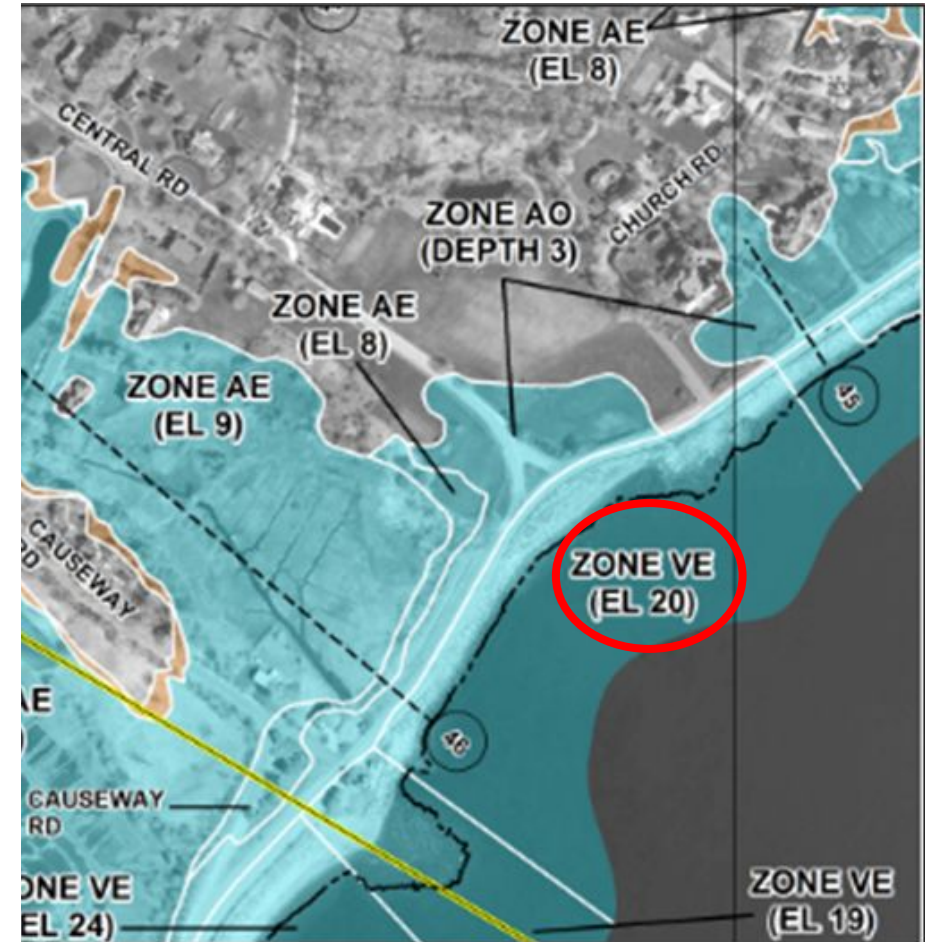 ZONE AE
(EL 8)
CENTRAL RD
CHURCH RD
ZONE AO
(DEPTH 3)
ZONE AE
(EL 8)
ZONE AE
(EL 9)
45
CAUSEWAY
RD
ZONE VE
(EL 20)
46
AE
CAUSEWAY
RD
ONE VE
EL 24)
ZONE VE
(EL 19)